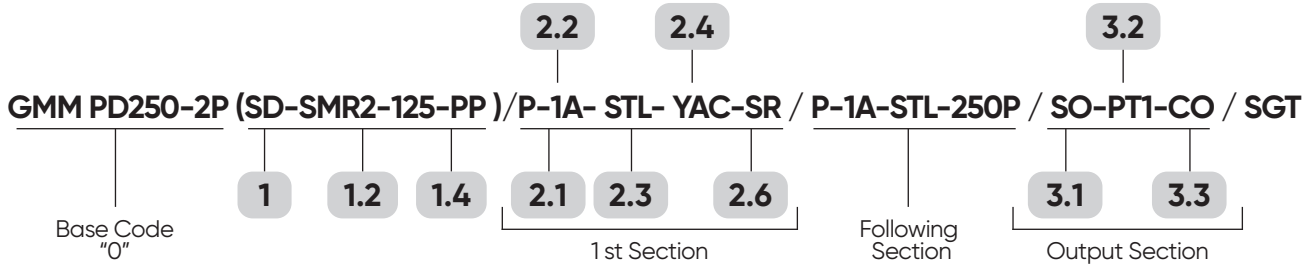 2.2 2.4 3.2
GMM PD250-2P (SD-SMR2-125-PP )/P-1A- STL- YAC-SR / P-1A-STL-250P / SO-PT1-CO / SGT
1 1.2 1.4 2.1 2.3 2.6 3.1 3.3
Base Code
"0"
1 st Section
Following
Section
Output Section